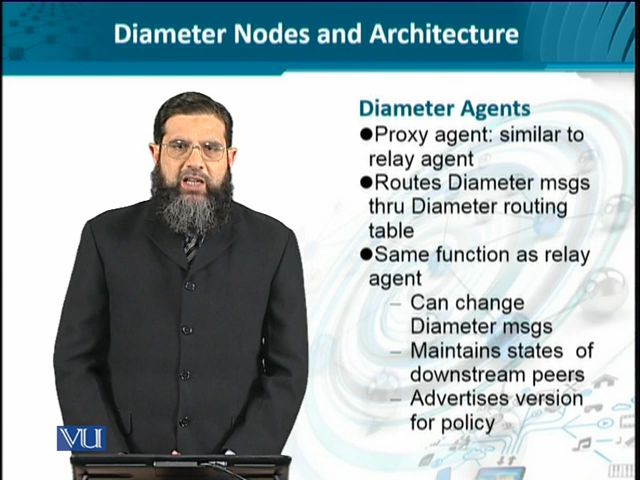 Diameter Nodes and Architecture
Diameter Agents
●Proxy agent: similar to
relay agent
●Routes Diameter msgs
thru Diameter routing
table
●Same function as relay
agent
– Can change
Diameter msgs
– Maintains states of
downstream peers
– Advertises version
for policy
VU